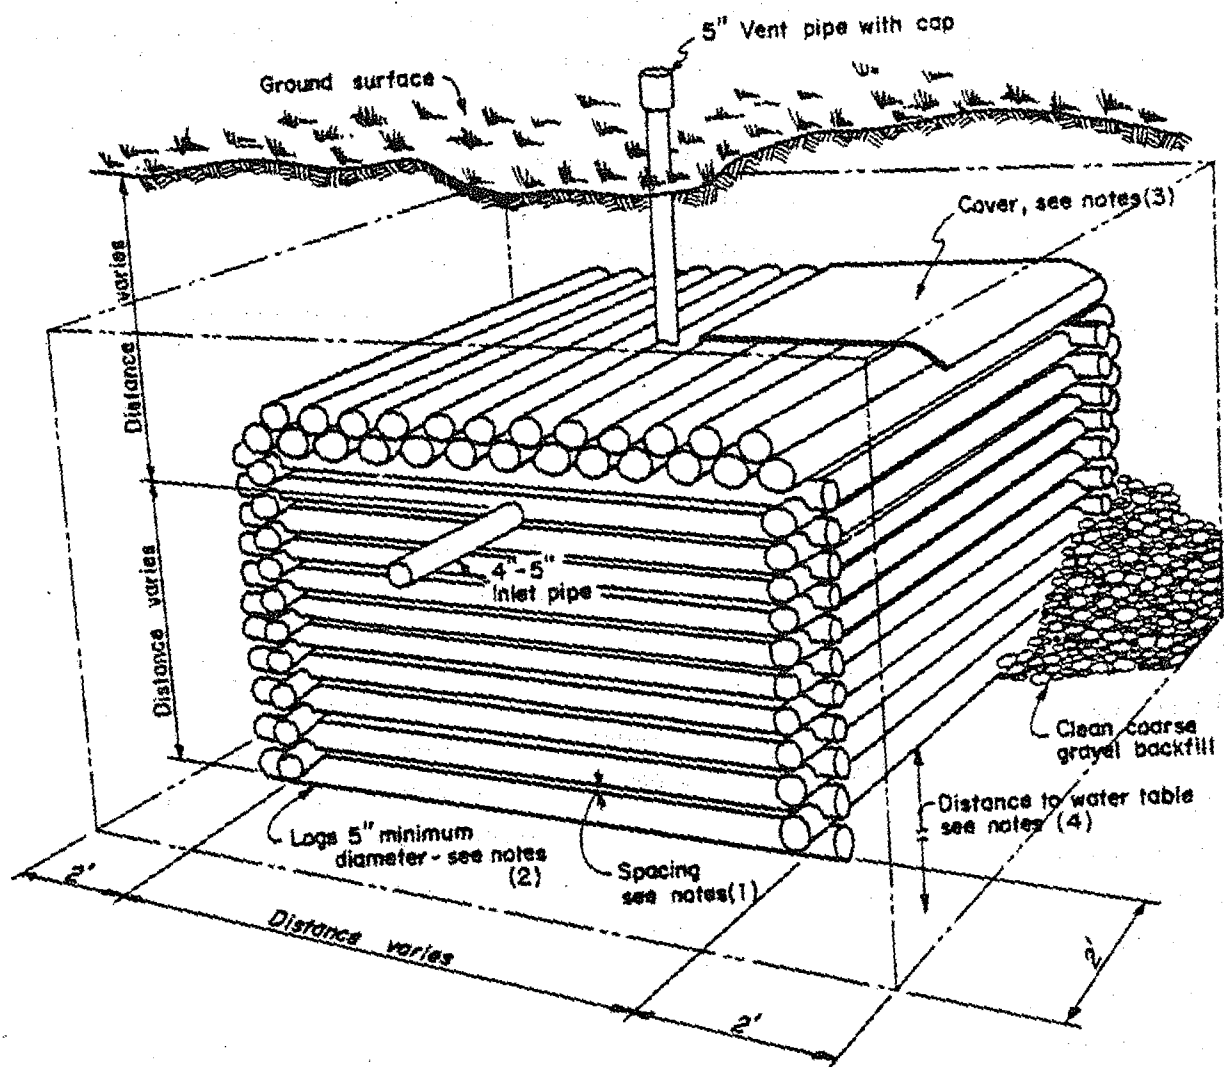 5" Vent pipe with cap
Ground surface
Cover, see notes(3)
Distance varies
Distance varies
4"-5"
Inlet pipe
Clean coarse
gravel backfill
Distance to water table
see notes (4)
Logs 5" minimum
diameter - see notes
(2)
Spacing
see notes(1)
2'
Distance varies
2'
2'